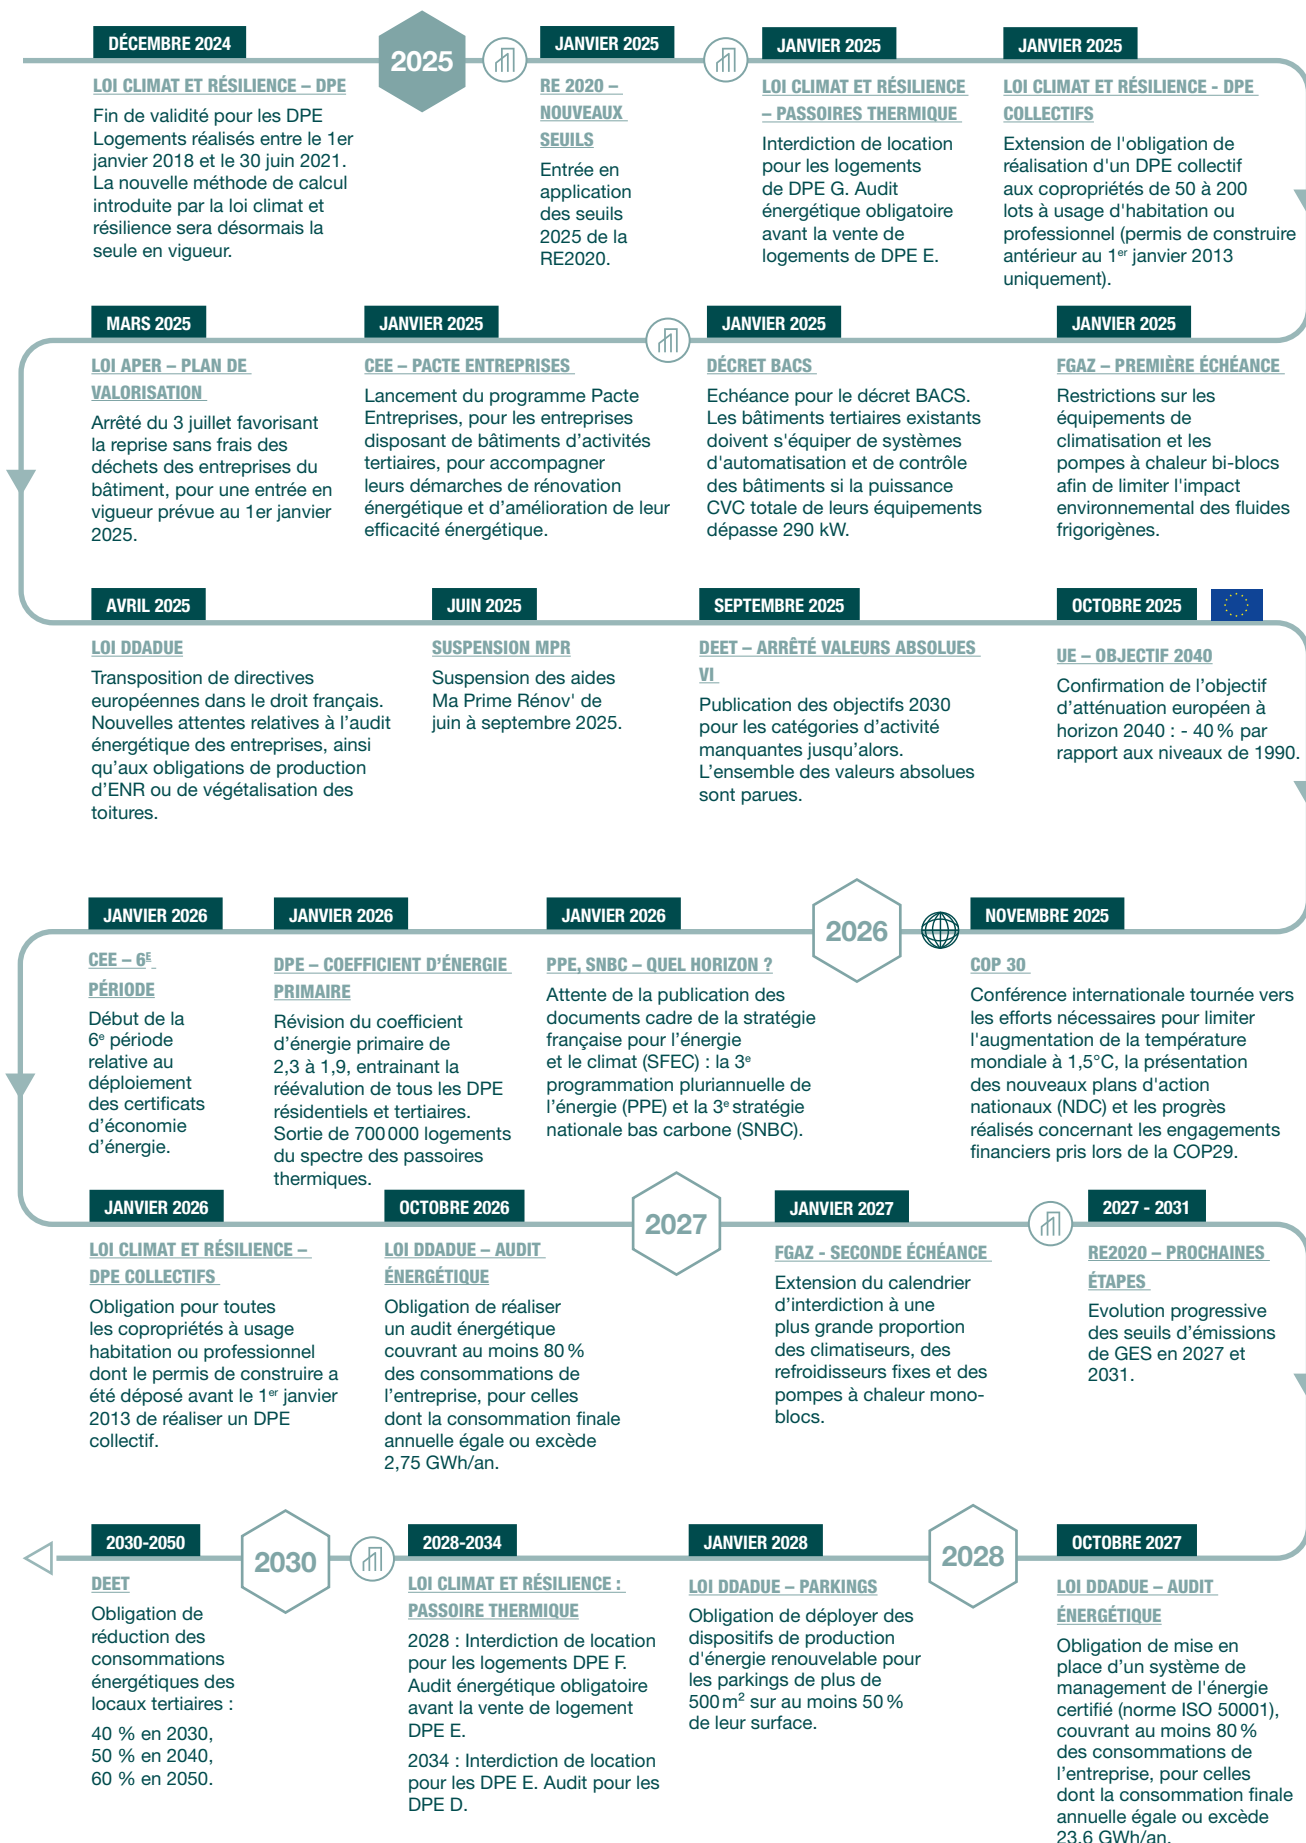 DÉCEMBRE 2024
LOI CLIMAT ET RÉSILIENCE – DPE
Fin de validité pour les DPE
Logements réalisés entre le 1er
janvier 2018 et le 30 juin 2021.
La nouvelle méthode de calcul
introduite par la loi climat et
résilience sera désormais la
seule en vigueur.
2025
JANVIER 2025
RE 2020 –
NOUVEAUX
SEUILS
Entrée en
application
des seuils
2025 de la
RE2020.
JANVIER 2025
LOI CLIMAT ET RÉSILIENCE
– PASSOIRES THERMIQUE
Interdiction de location
pour les logements
de DPE G. Audit
énergétique obligatoire
avant la vente de
logements de DPE E.
JANVIER 2025
LOI CLIMAT ET RÉSILIENCE - DPE
COLLECTIFS
Extension de l'obligation de
réalisation d'un DPE collectif
aux copropriétés de 50 à 200
lots à usage d'habitation ou
professionnel (permis de construire
antérieur au 1er janvier 2013
uniquement).
MARS 2025
LOI APER – PLAN DE
VALORISATION
Arrêté du 3 juillet favorisant
la reprise sans frais des
déchets des entreprises du
bâtiment, pour une entrée en
vigueur prévue au 1er janvier
2025.
JANVIER 2025
CEE – PACTE ENTREPRISES
Lancement du programme Pacte
Entreprises, pour les entreprises
disposant de bâtiments d’activités
tertiaires, pour accompagner
leurs démarches de rénovation
énergétique et d’amélioration de leur
efficacité énergétique.
JANVIER 2025
DÉCRET BACS
Echéance pour le décret BACS.
Les bâtiments tertiaires existants
doivent s'équiper de systèmes
d'automatisation et de contrôle
des bâtiments si la puissance
CVC totale de leurs équipements
dépasse 290 kW.
JANVIER 2025
FGAZ – PREMIÈRE ÉCHÉANCE
Restrictions sur les
équipements de
climatisation et les
pompes à chaleur bi-blocs
afin de limiter l'impact
environnemental des fluides
frigorigènes.
AVRIL 2025
LOI DDADUE
Transposition de directives
européennes dans le droit français.
Nouvelles attentes relatives à l’audit
énergétique des entreprises, ainsi
qu’aux obligations de production
d’ENR ou de végétalisation des
toitures.
JUIN 2025
SUSPENSION MPR
Suspension des aides
Ma Prime Rénov' de
juin à septembre 2025.
SEPTEMBRE 2025
DEET – ARRÊTÉ VALEURS ABSOLUES
VI
Publication des objectifs 2030
pour les catégories d’activité
manquantes jusqu’alors.
L’ensemble des valeurs absolues
sont parues.
OCTOBRE 2025
UE – OBJECTIF 2040
Confirmation de l’objectif
d’atténuation européen à
horizon 2040 : - 40 % par
rapport aux niveaux de 1990.
JANVIER 2026
CEE – 6E
PÉRIODE
Début de la
6e période
relative au
déploiement
des certificats
d’économie
d’énergie.
JANVIER 2026
DPE – COEFFICIENT D’ÉNERGIE
PRIMAIRE
Révision du coefficient
d’énergie primaire de
2,3 à 1,9, entrainant la
réévalution de tous les DPE
résidentiels et tertiaires.
Sortie de 700 000 logements
du spectre des passoires
thermiques.
JANVIER 2026
PPE, SNBC – QUEL HORIZON ?
Attente de la publication des
documents cadre de la stratégie
française pour l’énergie
et le climat (SFEC) : la 3e
programmation pluriannuelle de
l’énergie (PPE) et la 3e stratégie
nationale bas carbone (SNBC).
2026
NOVEMBRE 2025
COP 30
Conférence internationale tournée vers
les efforts nécessaires pour limiter
l'augmentation de la température
mondiale à 1,5°C, la présentation
des nouveaux plans d'action
nationaux (NDC) et les progrès
réalisés concernant les engagements
financiers pris lors de la COP29.
JANVIER 2026
LOI CLIMAT ET RÉSILIENCE –
DPE COLLECTIFS
Obligation pour toutes
les copropriétés à usage
habitation ou professionnel
dont le permis de construire a
été déposé avant le 1er janvier
2013 de réaliser un DPE
collectif.
OCTOBRE 2026
LOI DDADUE – AUDIT
ÉNERGÉTIQUE
Obligation de réaliser
un audit énergétique
couvrant au moins 80 %
des consommations de
l’entreprise, pour celles
dont la consommation finale
annuelle égale ou excède
2,75 GWh/an.
2027
JANVIER 2027
FGAZ - SECONDE ÉCHÉANCE
Extension du calendrier
d’interdiction à une
plus grande proportion
des climatiseurs, des
refroidisseurs fixes et des
pompes à chaleur mono-
blocs.
2027 - 2031
RE2020 – PROCHAINES
ÉTAPES
Evolution progressive
des seuils d’émissions
de GES en 2027 et
2031.
2030-2050
DEET
Obligation de
réduction des
consommations
énergétiques des
locaux tertiaires :
40 % en 2030,
50 % en 2040,
60 % en 2050.
2030
2028-2034
LOI CLIMAT ET RÉSILIENCE :
PASSOIRE THERMIQUE
2028 : Interdiction de location
pour les logements DPE F.
Audit énergétique obligatoire
avant la vente de logement
DPE E.
2034 : Interdiction de location
pour les DPE E. Audit pour les
DPE D.
JANVIER 2028
LOI DDADUE – PARKINGS
Obligation de déployer des
dispositifs de production
d'énergie renouvelable pour
les parkings de plus de
500 m² sur au moins 50 %
de leur surface.
2028
OCTOBRE 2027
LOI DDADUE – AUDIT
ÉNERGÉTIQUE
Obligation de mise en
place d’un système de
management de l'énergie
certifié (norme ISO 50001),
couvrant au moins 80 %
des consommations de
l’entreprise, pour celles
dont la consommation finale
annuelle égale ou excède
23,6 GWh/an.